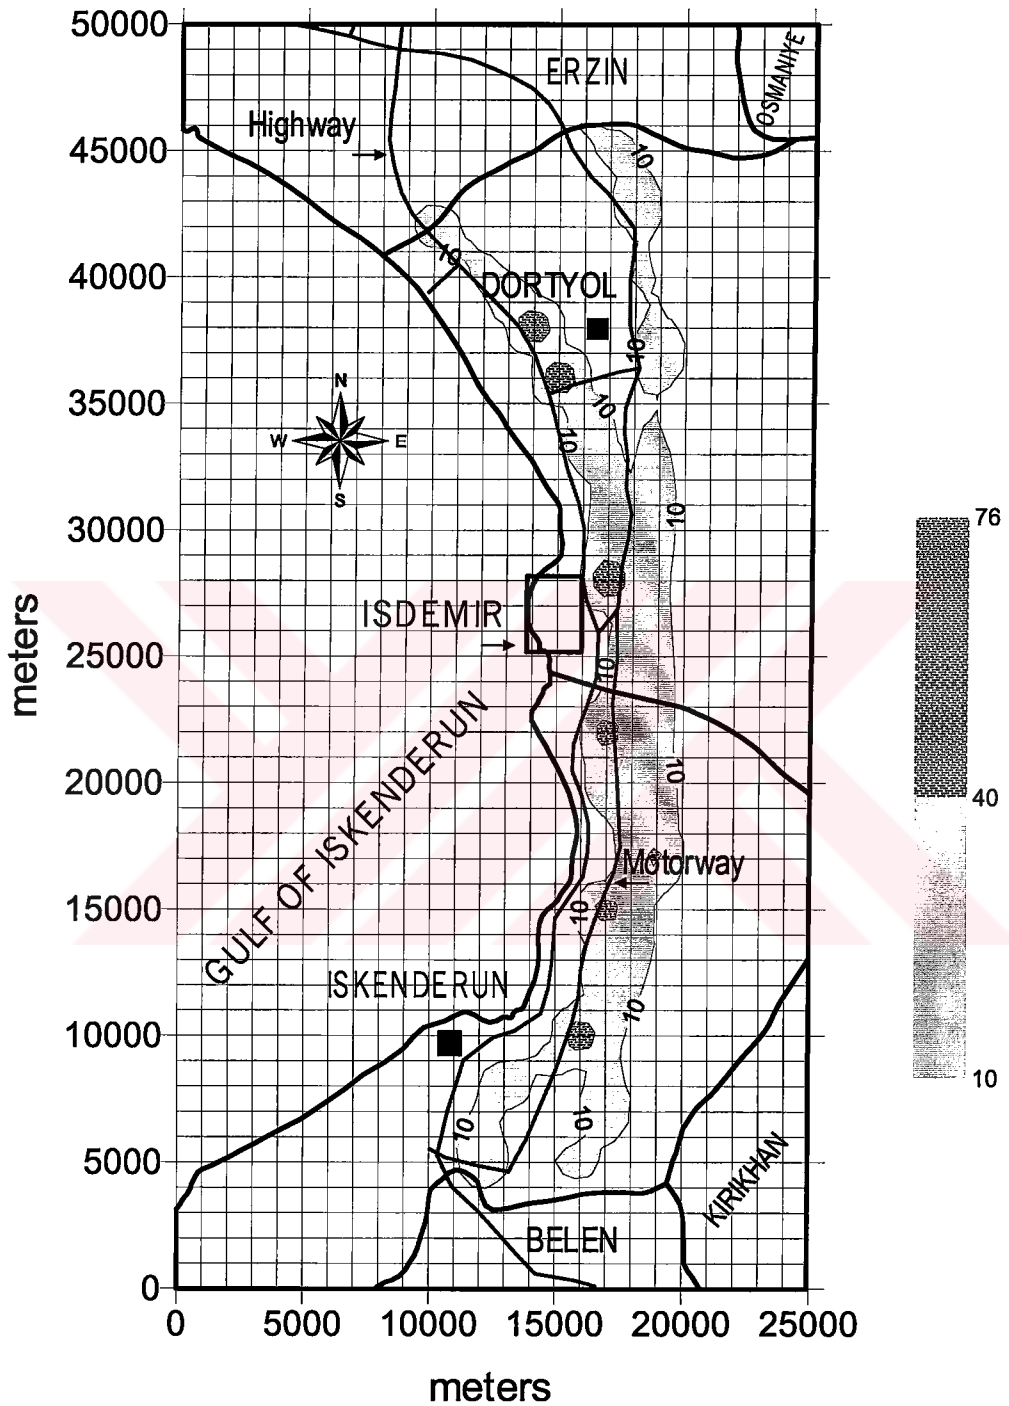 50000
ERZIN
OSMANIYE
Highway
45000
10
10
40000
DORTYOL
10
N
35000
10
W
E
10
S
10
76
30000
ISDEMIR
25000
10
meters
GULF OF ISKENDERUN
20000
10
40
Motorway
15000
10
ISKENDERUN
10
10000
10
10
10
5000
KIRIKHAN
BELEN
0
0
5000
10000
15000
20000
25000
meters